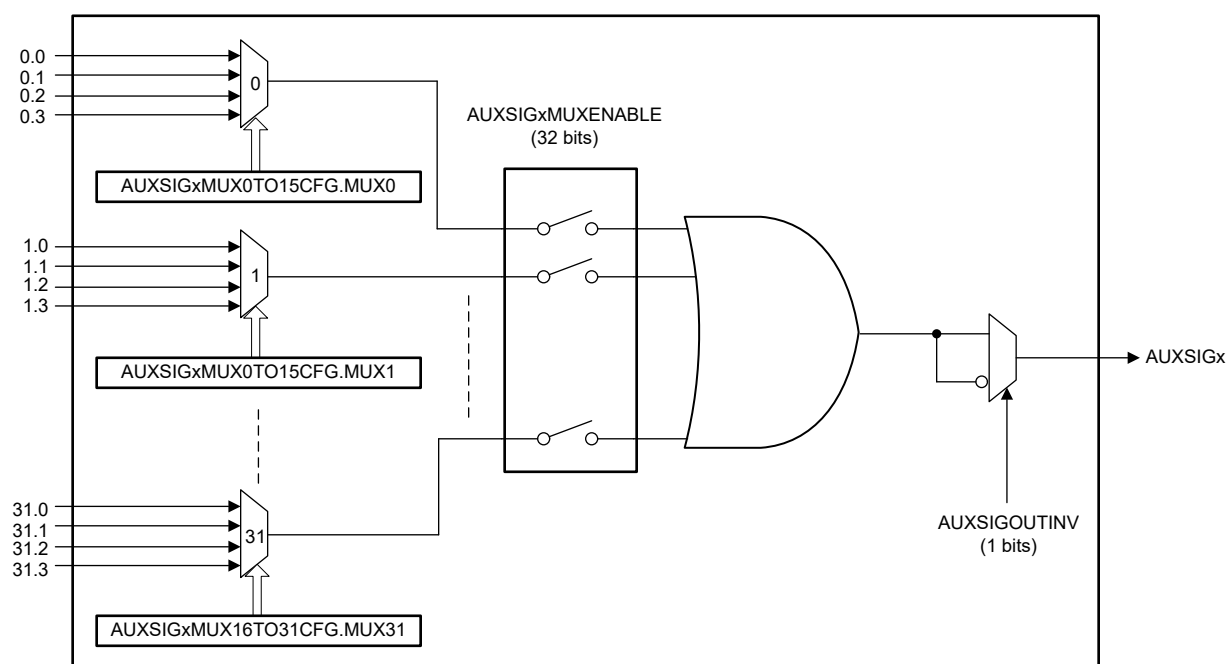 0.0
0.1
0.2
0.3
0
AUXSIGxMUX0TO15CFG.MUX0
AUXSIGxMUXENABLE
(32 bits)
1.0
1.1
1.2
1.3
1
AUXSIGxMUX0TO15CFG.MUX1
AUXSIGx
31.0
31.1
31.2
31.3
31
AUXSIGxMUX16TO31CFG.MUX31
AUXSIGOUTINV
(1 bits)